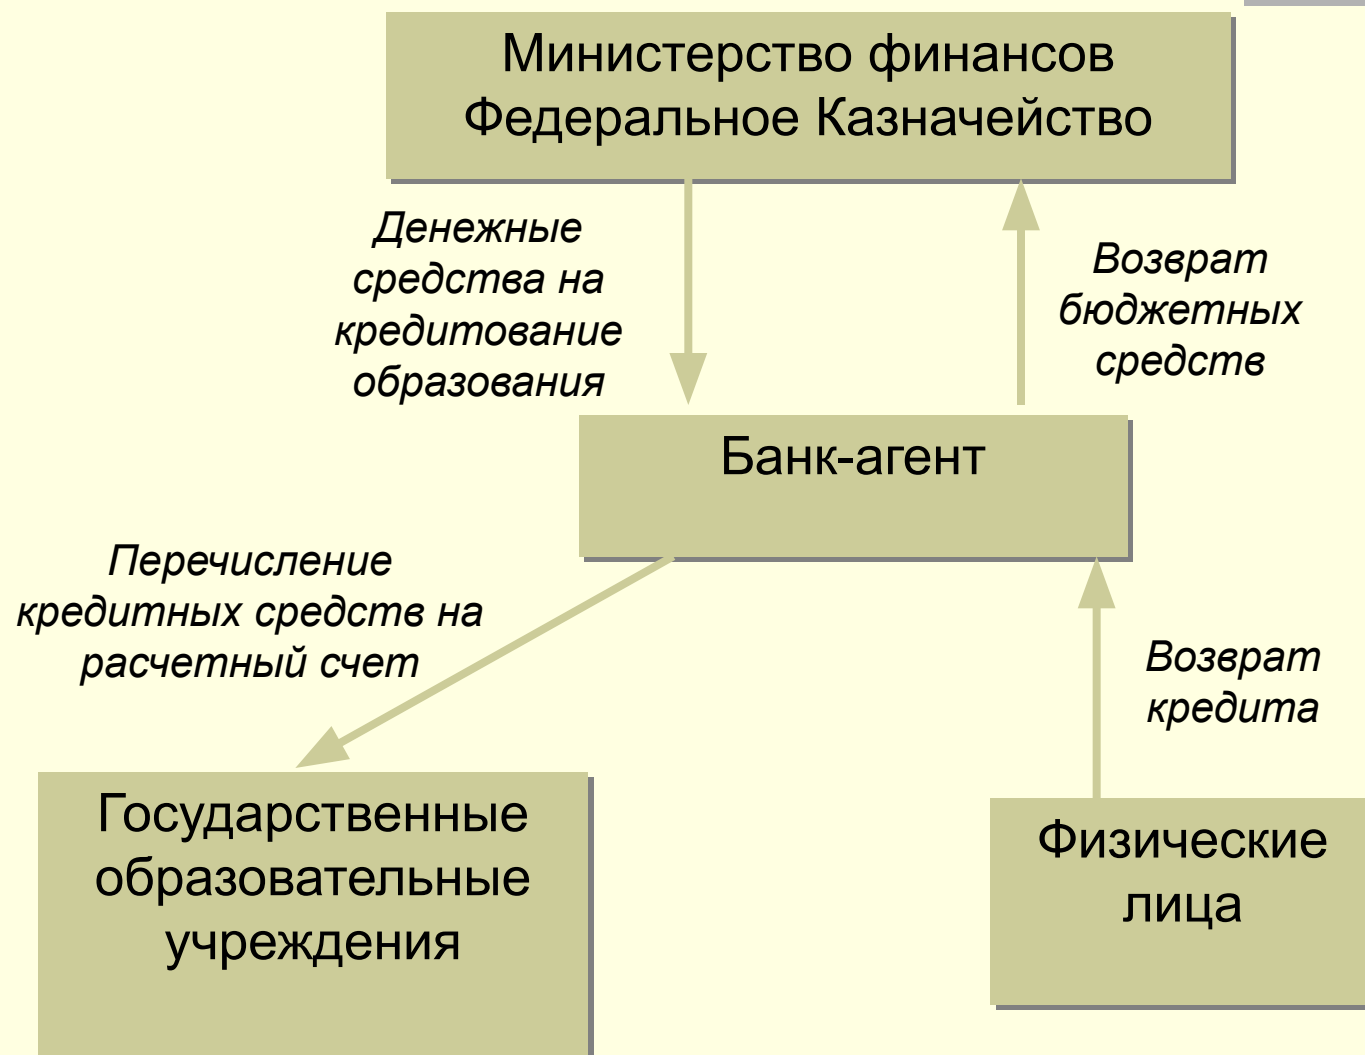 Министерство финансов
Федеральное Казначейство
Денежные
средства на
кредитование
образования
Возврат
бюджетных
средств
Банк-агент
Перечисление
кредитных средств на
расчетный счет
Возврат
кредита
Государственные
образовательные
учреждения
Физические
лица